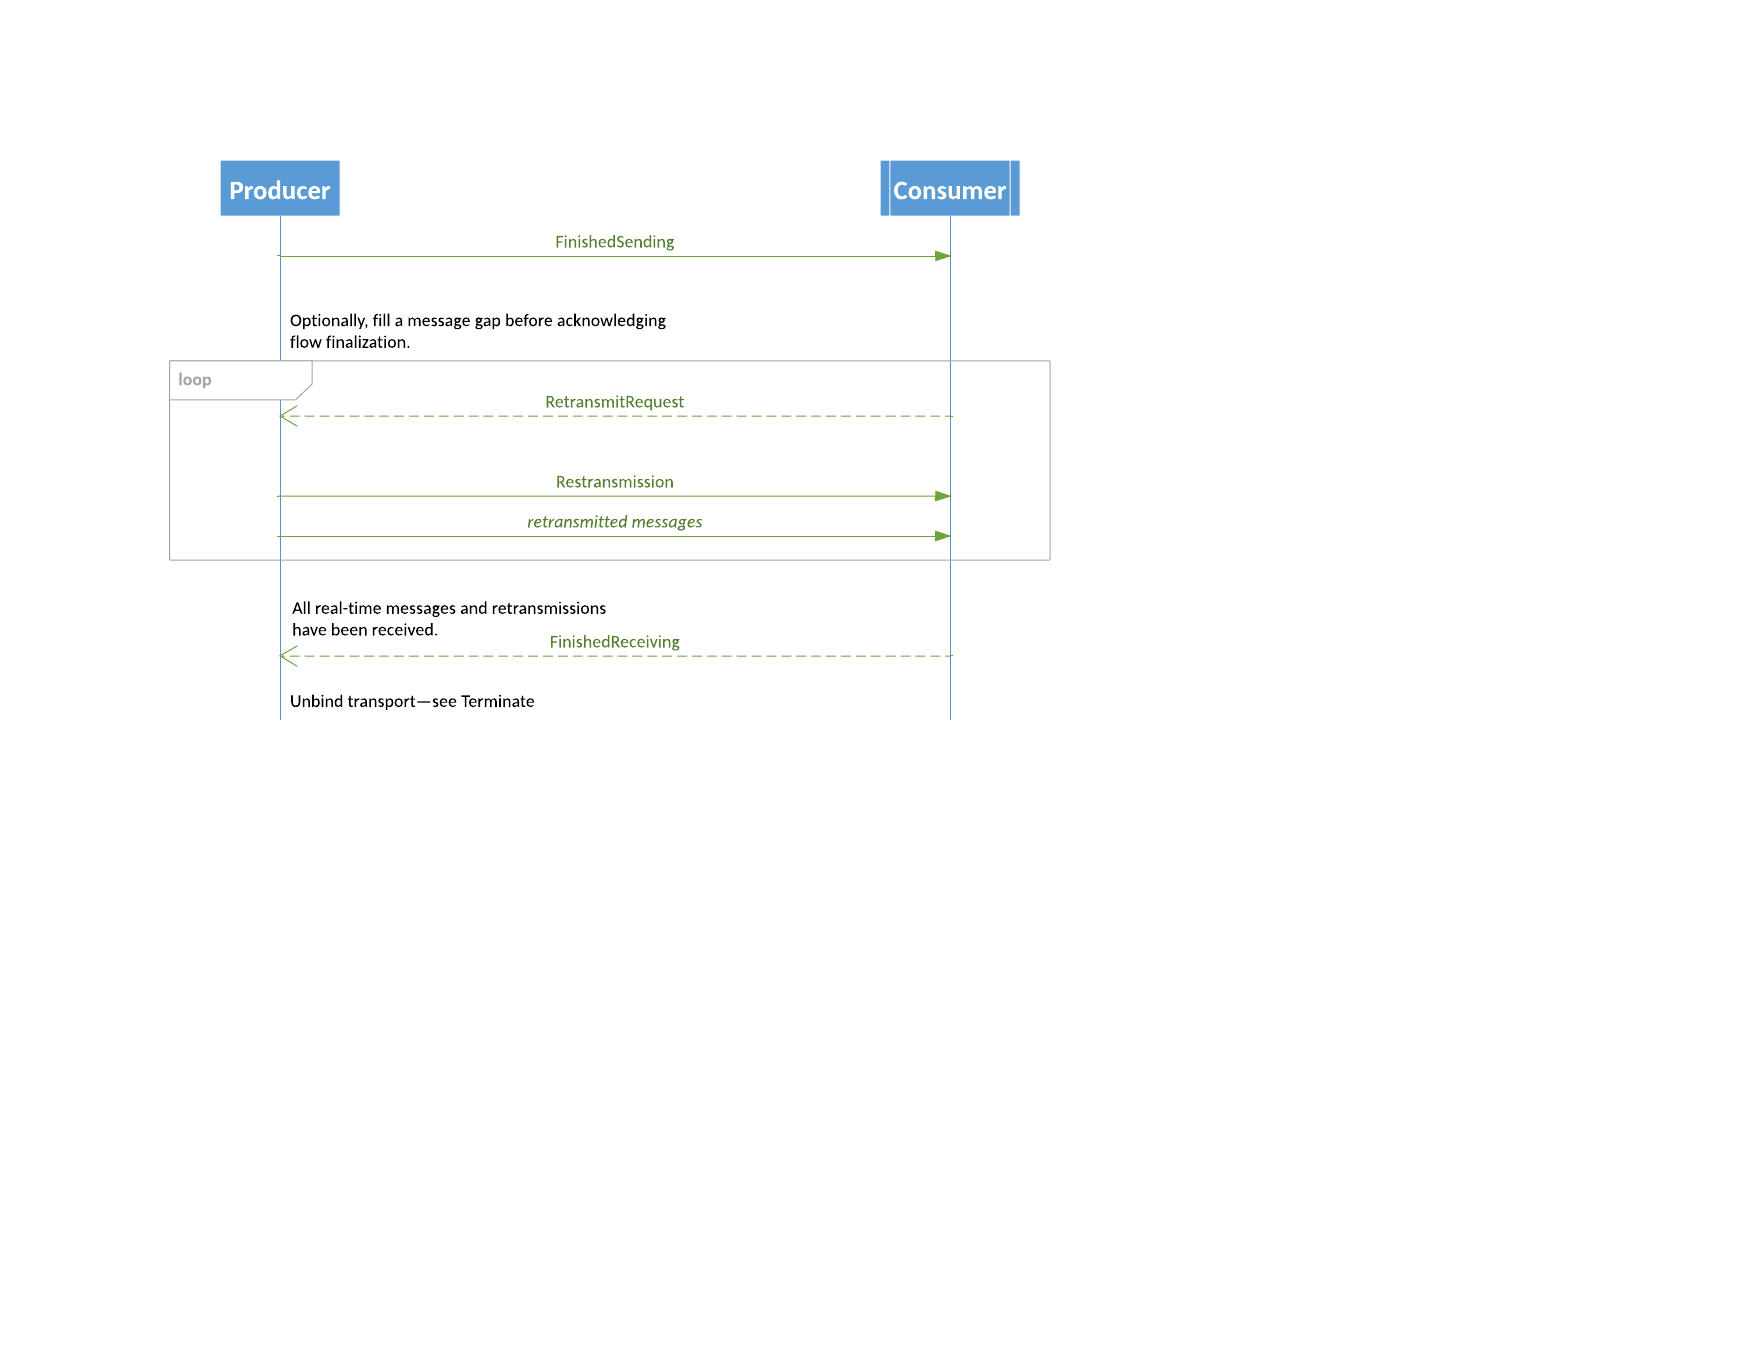 Producer
Consumer
FinishedSending
Optionally, fill a message gap before acknowledging
flow finalization.
loop
RetransmitRequest
Restransmission
retransmitted messages
All real-time messages and retransmissions
have been received.
FinishedReceiving
Unbind transport—see Terminate